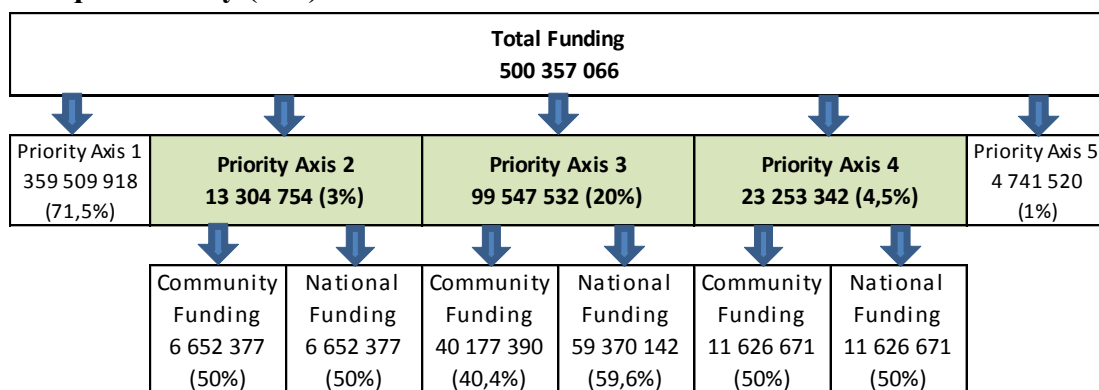 Total Funding
500 357 066
Priority Axis 1
359 509 918
(71,5%)
Priority Axis 2
13 304 754 (3%)
Priority Axis 3
99 547 532 (20%)
Priority Axis 4
23 253 342 (4,5%)
Priority Axis 5
4 741 520
(1%)
Community
Funding
6 652 377
(50%)
National
Funding
6 652 377
(50%)
Community
Funding
40 177 390
(40,4%)
National
Funding
59 370 142
(59,6%)
Community
Funding
11 626 671
(50%)
National
Funding
11 626 671
(50%)